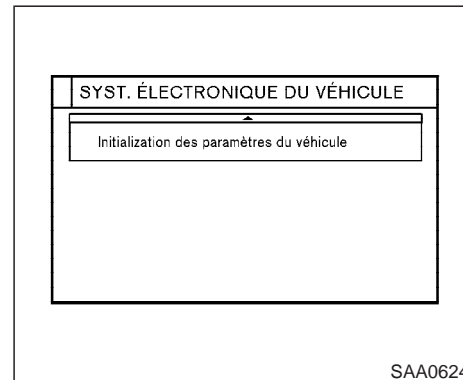 SYST. ÉLECTRONIQUE DU VÉHICULE
Initialization des paramètres du véhicule
SAA0624